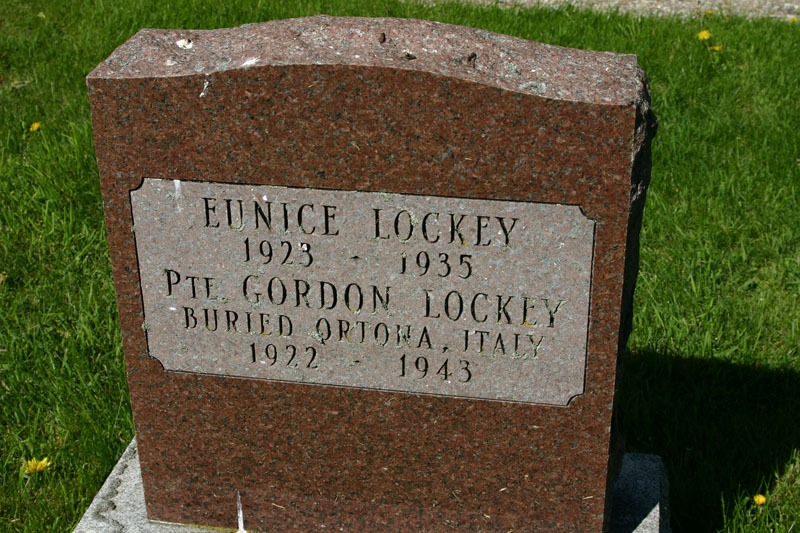 EUNICE LOCKEY
1923 - 1935
PTE. GORDON LOCKEY
BURIED ORTONA, ITALY
1922 - 1943